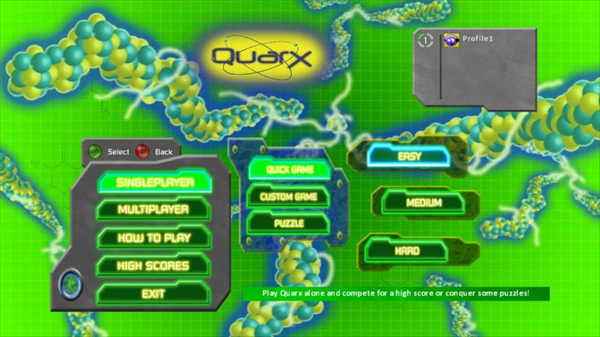 Quarx
1 Profile1
Select Back
SINGLEPLAYER
MULTIPLAYER
HOW TO PLAY
HIGH SCORES
EXIT
QUICK GAME
CUSTOM GAME
PUZZLE
EASY
MEDIUM
HARD
Play Quarx alone and compete for a high score or conquer some puzzles!